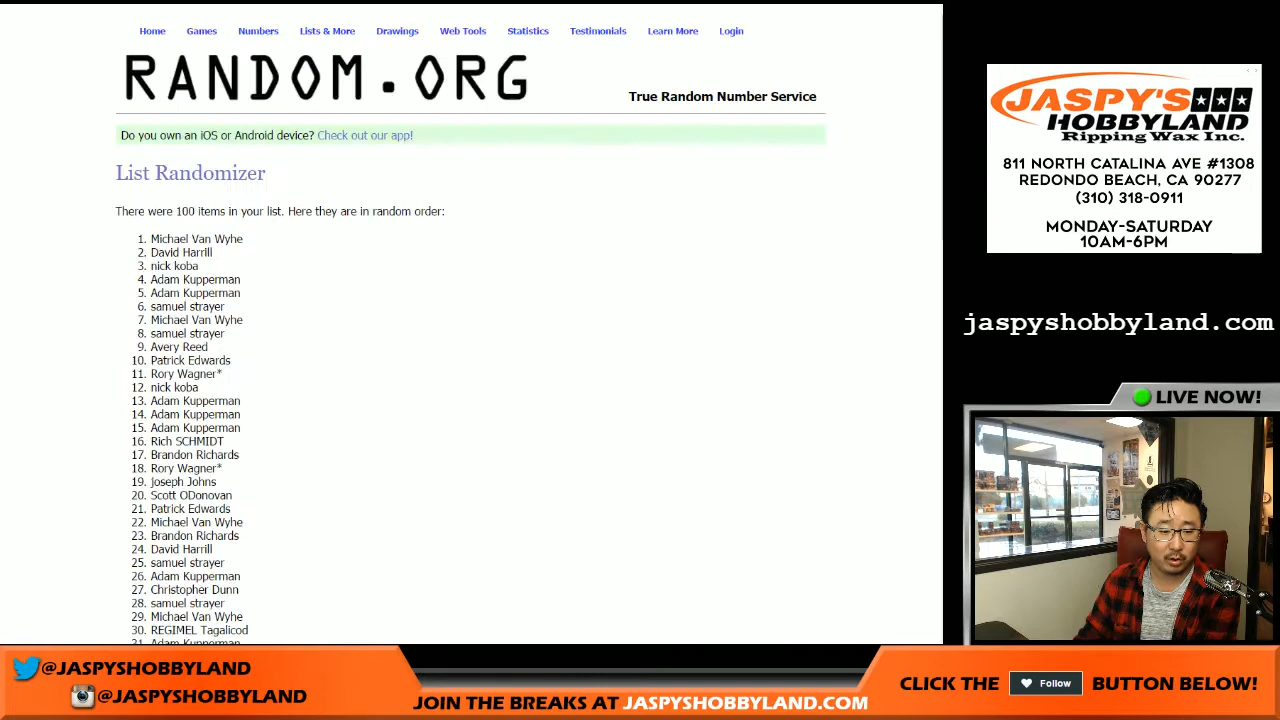 Home Games Numbers Lists & More Drawings Web Tools Statistics Testimonials Learn More Login
RANDOM.ORG
True Random Number Service
Do you own an iOS or Android device? Check out our app!
List Randomizer
There were 100 items in your list. Here they are in random order:
1. Michael Van Wyhe
2. David Harrill
3. nick koba
4. Adam Kupperman
5. Adam Kupperman
6. samuel strayer
7. Michael Van Wyhe
8. samuel strayer
9. Avery Reed
10. Patrick Edwards
11. Rory Wagner*
12. nick koba
13. Adam Kupperman
14. Adam Kupperman
15. Adam Kupperman
16. Rich SCHMIDT
17. Brandon Richards
18. Rory Wagner*
19. joseph Johns
20. Scott ODonovan
21. Patrick Edwards
22. Michael Van Wyhe
23. Brandon Richards
24. David Harrill
25. samuel strayer
26. Adam Kupperman
27. Christopher Dunn
28. samuel strayer
29. Michael Van Wyhe
30. REGIMEL Tagalicod
31. Adam Kupperman
JASPY'S
HOBBYLAND
Ripping Wax Inc.
811 NORTH CATALINA AVE #1308
REDONDO BEACH, CA 90277
(310) 318-0911
MONDAY-SATURDAY
10AM-6PM
jaspyshobbyland.com
LIVE NOW!
@JASPYSHOBBYLAND
@JASPYSHOBBYLAND
JOIN THE BREAKS AT JASPYSHOBBYLAND.COM
CLICK THE Follow BUTTON BELOW!